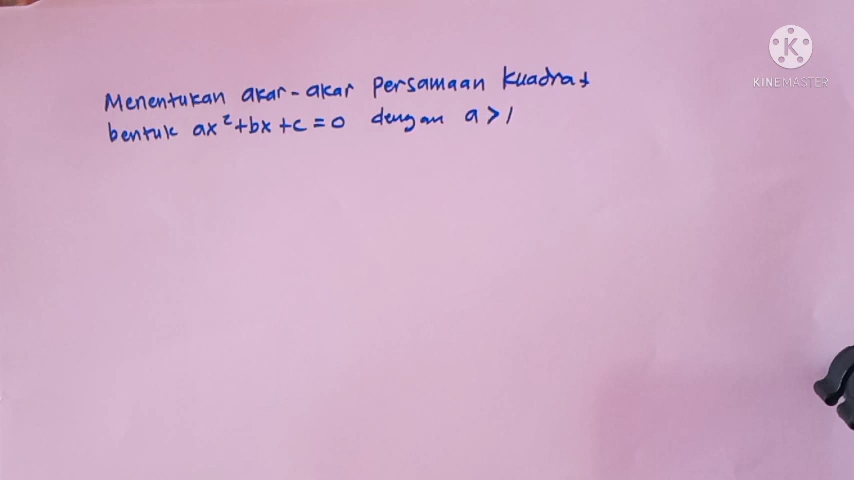 Menentukan akar-akar persamaan kuadrat
bentuk ax²+bx+c=0 dengan a>1
KINEMASTER